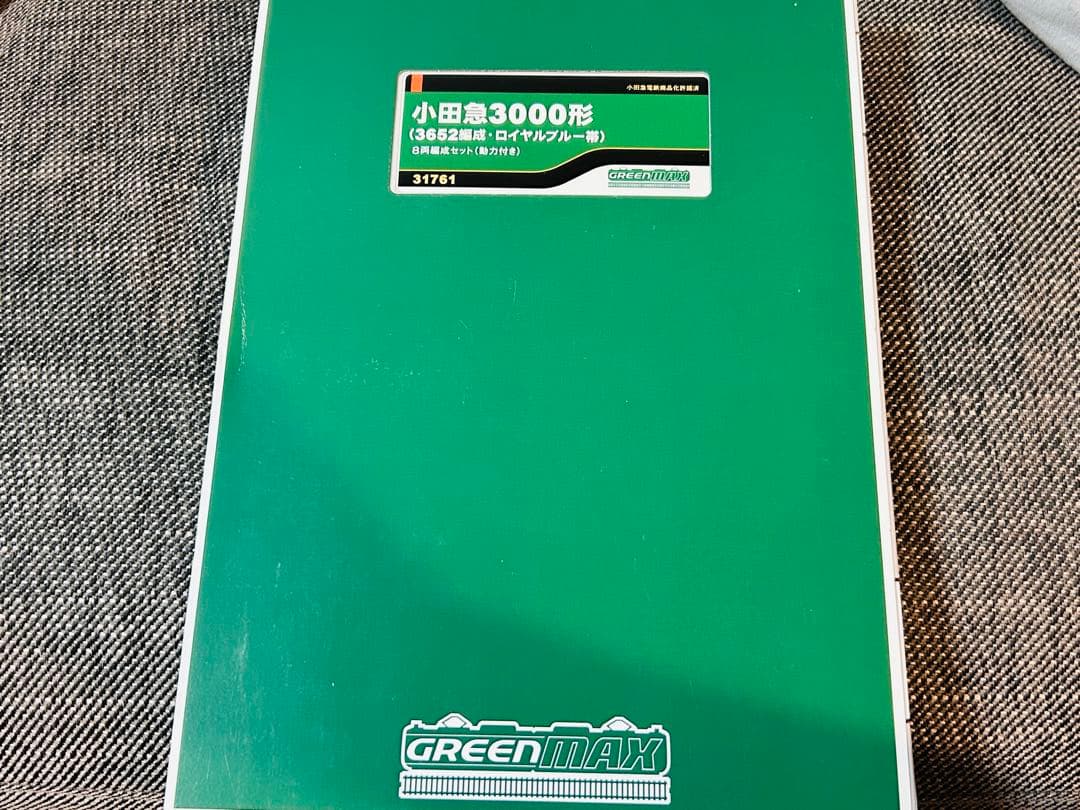 小田急電鉄商品化許諾済
小田急3000形
(3652編成・ロイヤルブルー帯)
8両編成セット(動力付き)
31761
GREENMAX
GREENMAX